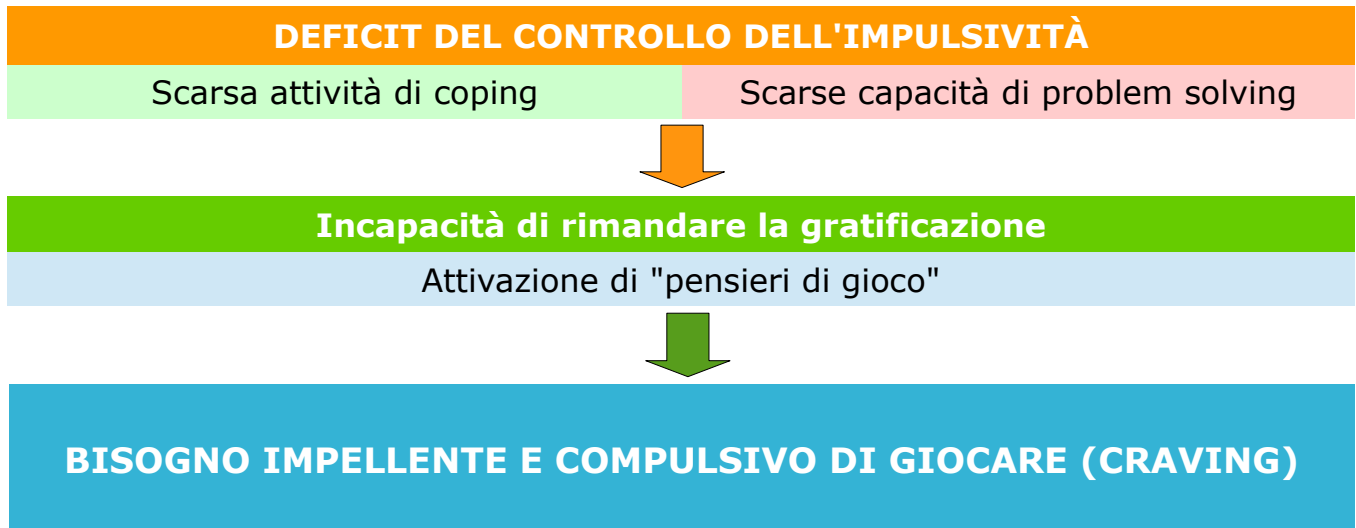 DEFICIT DEL CONTROLLO DELL'IMPULSIVITÀ
Scarsa attività di coping
Scarse capacità di problem solving
Incapacità di rimandare la gratificazione
Attivazione di "pensieri di gioco"
BISOGNO IMPELLENTE E COMPULSIVO DI GIOCARE (CRAVING)